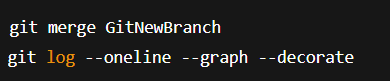 git merge GitNewBranch
git log --oneline --graph --decorate